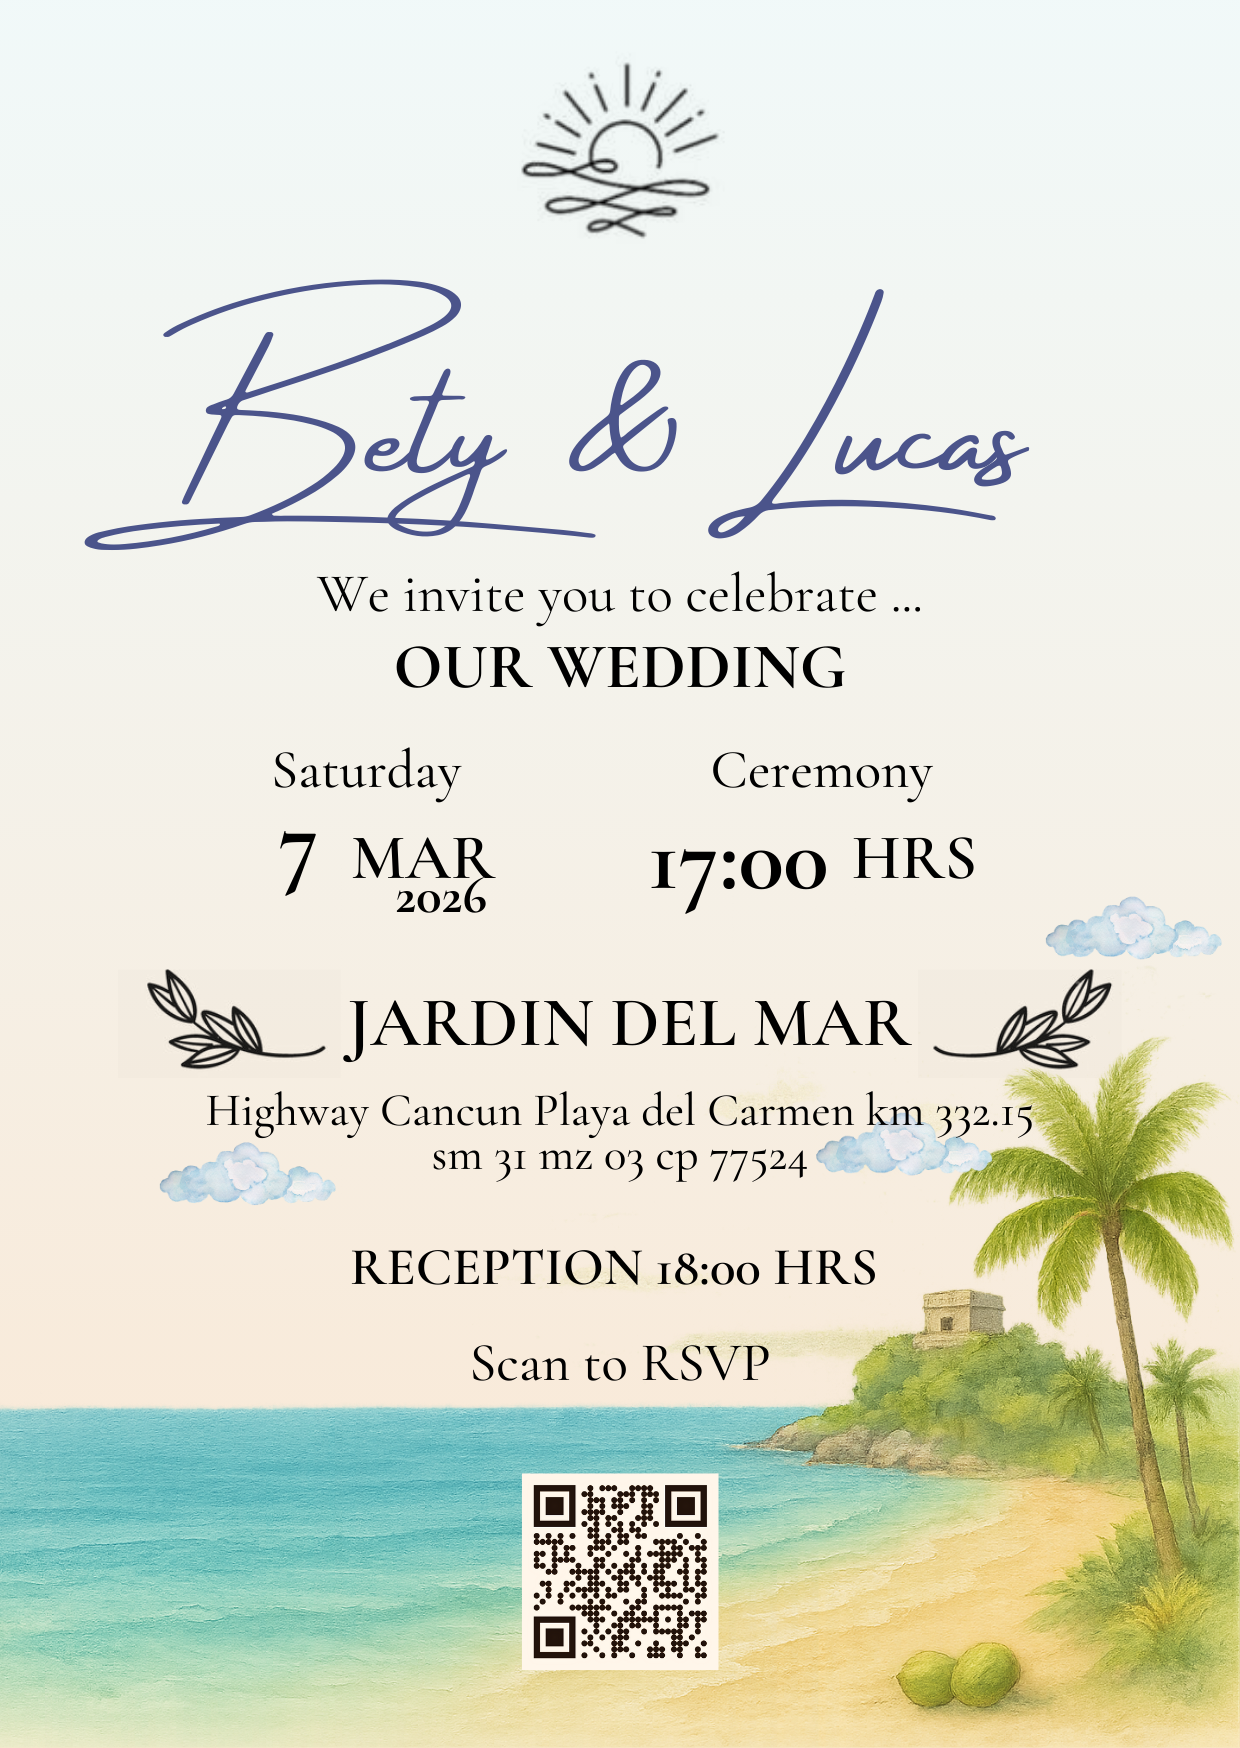 Bety & Lucas
We invite you to celebrate ...
OUR WEDDING
Saturday
7 MAR
2026
Ceremony
17:00 HRS
JARDIN DEL MAR
Highway Cancun Playa del Carmen km 332.15
sm 31 mz 03 cp 77524
RECEPTION 18:00 HRS
Scan to RSVP